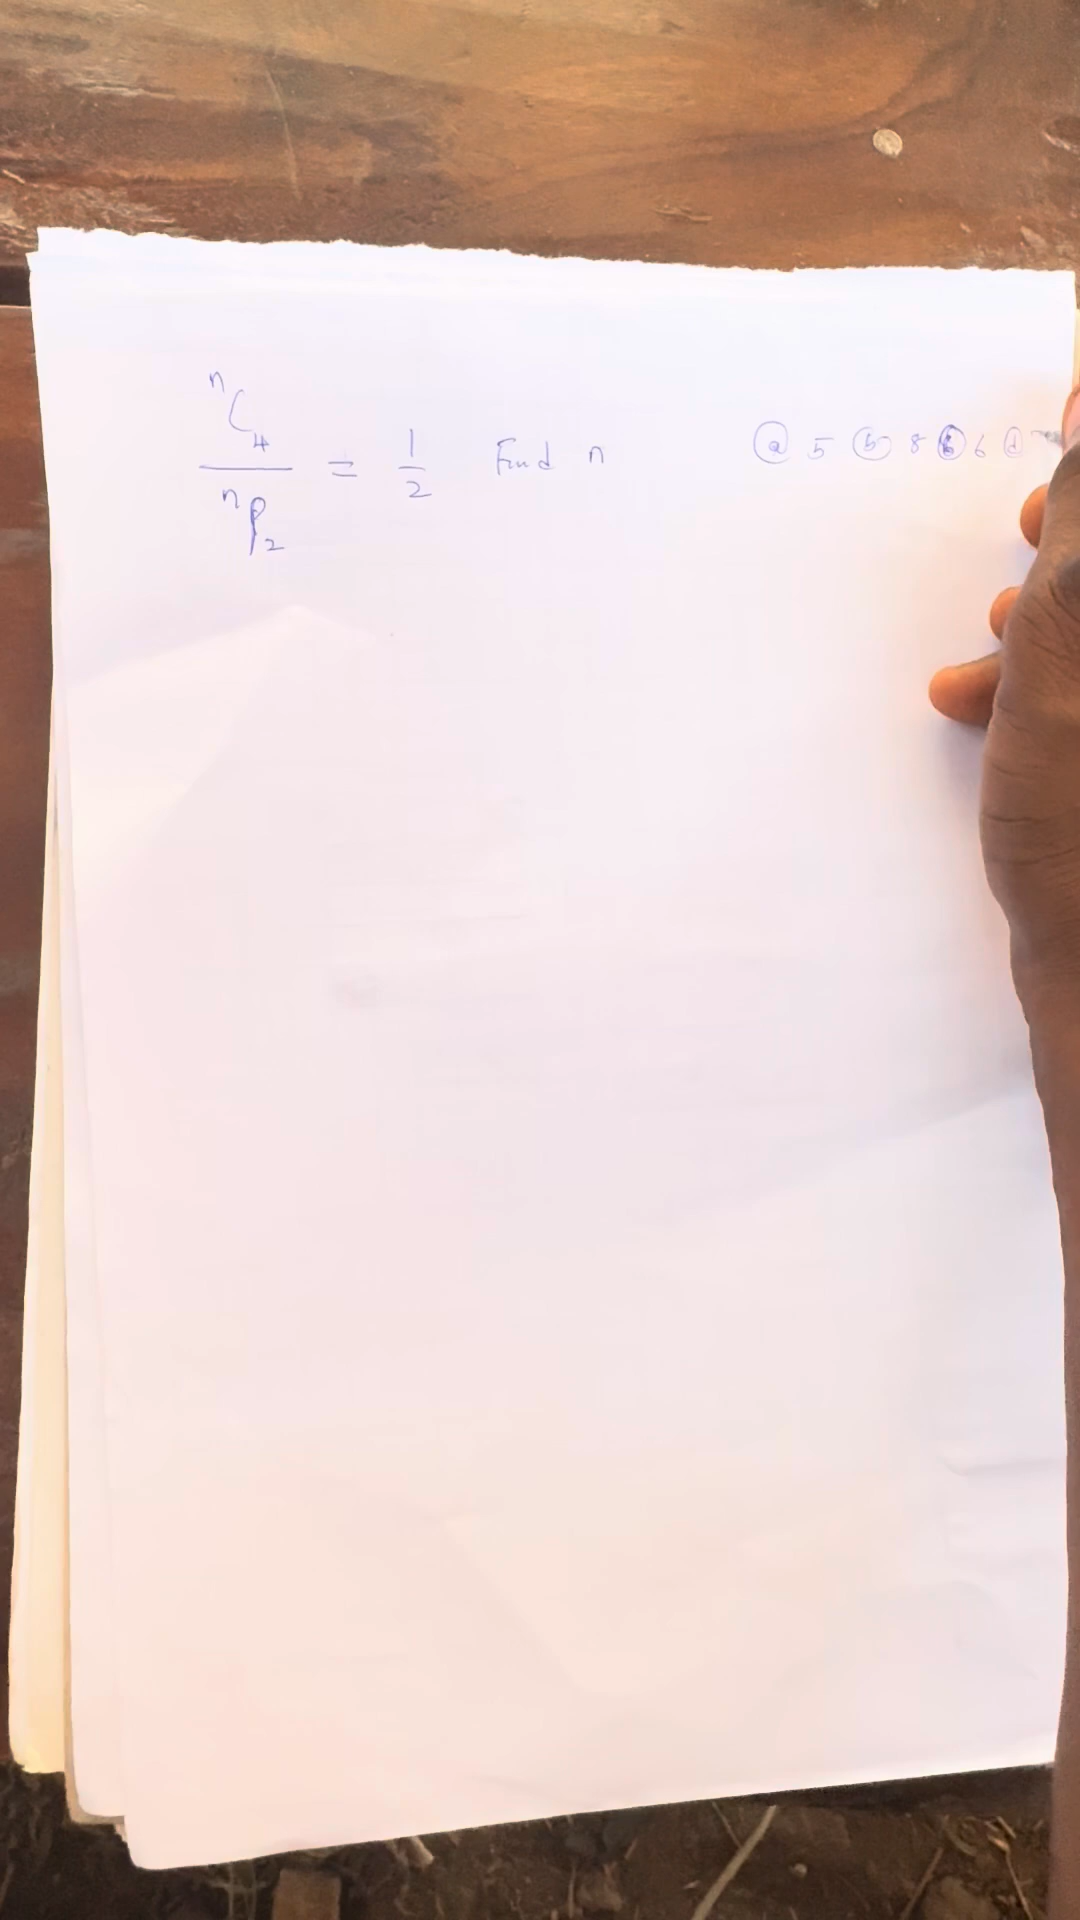 ⁿC₄ / ⁿP₂ = 1/2 Find n ⓐ 5 ⓑ 8 ⓒ 6 ⓓ